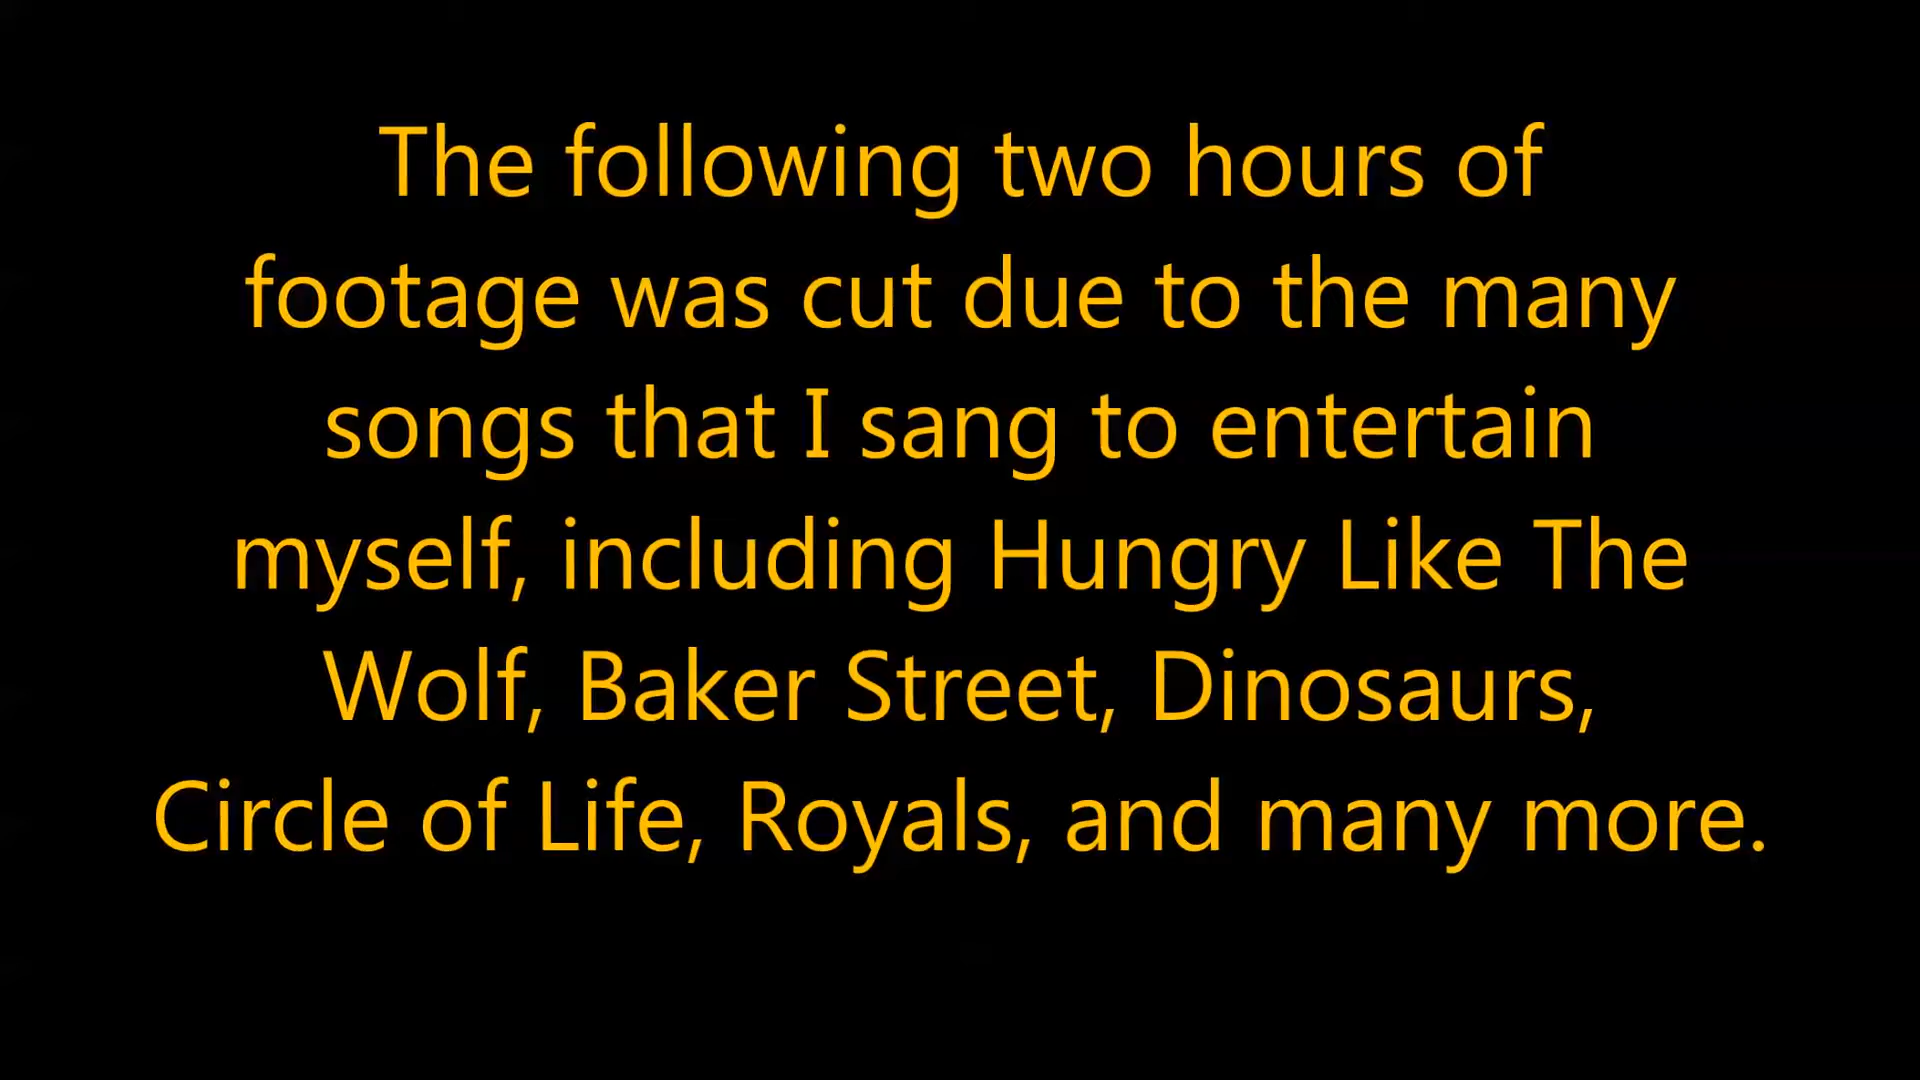 The following two hours of
footage was cut due to the many
songs that I sang to entertain
myself, including Hungry Like The
Wolf, Baker Street, Dinosaurs,
Circle of Life, Royals, and many more.